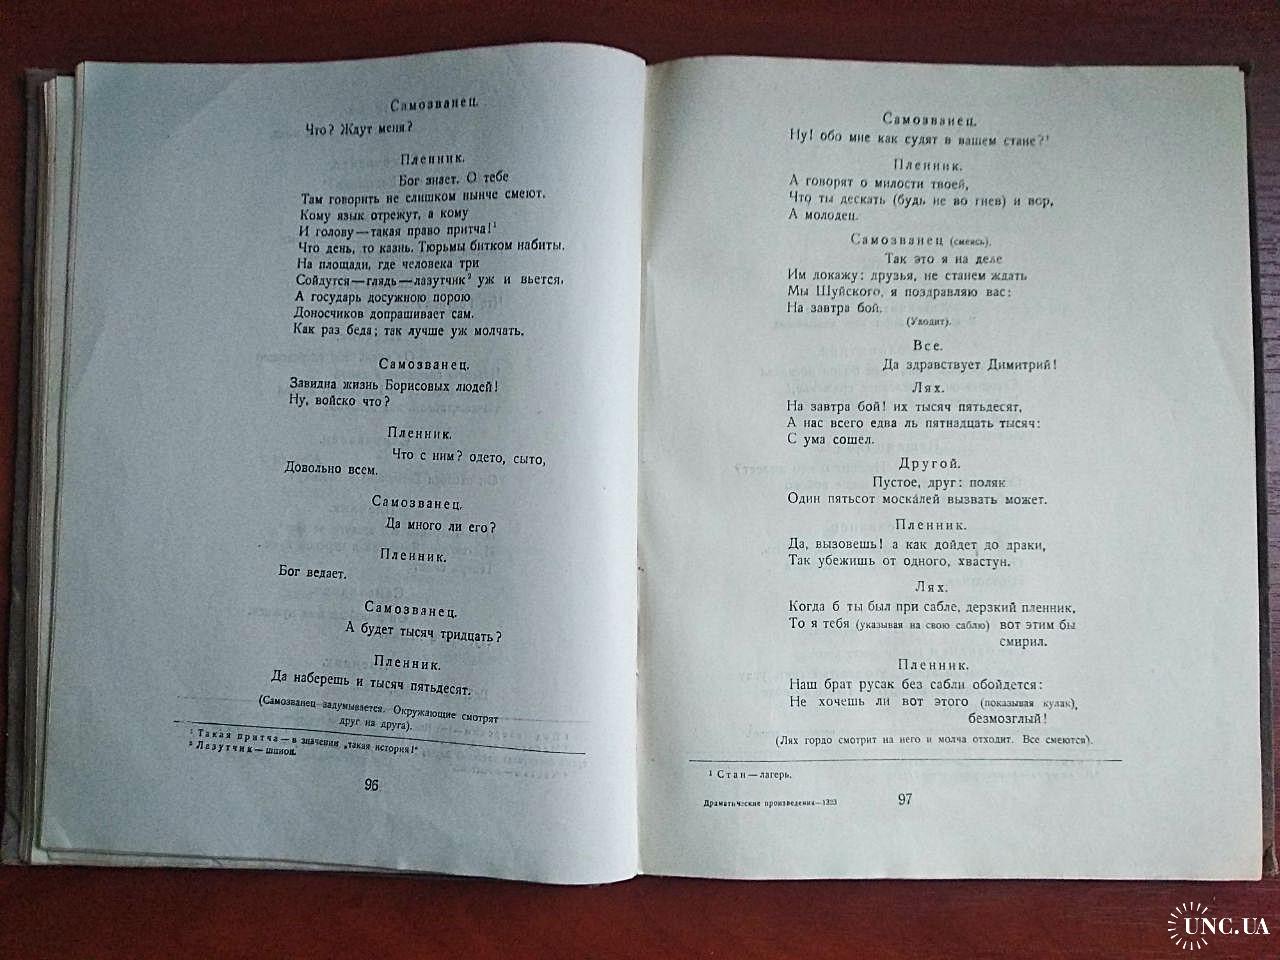 Самозванец.
Что? Ждут меня?
Пленник.
Бог знает. О тебе
Там говорить не слишком нынче смеют.
Кому язык отрежут, а кому
И голову—такая право притча!¹
Что день, то казнь. Тюрьмы битком набиты.
На площади, где человека три
Сойдутся—глядь—лазутчик² уж и вьется,
А государь досужною порою
Доносчиков допрашивает сам.
Как раз беда; так лучше уж молчать.
Самозванец.
Завидна жизнь Борисовых людей!
Ну, войско что?
Пленник.
Что с ним? одето, сыто,
Довольно всем.
Самозванец.
Да много ли его?
Пленник.
Бог ведает.
Самозванец.
А будет тысяч тридцать?
Пленник.
Да наберешь и тысяч пятьдесят.
(Самозванец задумывается. Окружающие смотрят
друг на друга).
¹ Такая притча—в значении „такая история!“
² Лазутчик—шпион.
96
Самозванец.
Ну! обо мне как судят в вашем стане?¹
Пленник.
А говорят о милости твоей,
Что ты дескать (будь не во гнев) и вор,
А молодец.
Самозванец (смеясь).
Так это я на деле
Им докажу: друзья, не станем ждать
Мы Шуйского, я поздравляю вас:
На завтра бой.
(Уходит).
Все.
Да здравствует Димитрий!
Лях.
На завтра бой! их тысяч пятьдесят,
А нас всего едва ль пятнадцать тысяч:
С ума сошел.
Другой.
Пустое, друг: поляк
Один пятьсот москáлей вызвать может.
Пленник.
Да, вызовешь! а как дойдет до драки,
Так убежишь от одного, хвастун.
Лях.
Когда б ты был при сабле, дерзкий пленник,
То я тебя (указывая на свою саблю) вот этим бы
смирил.
Пленник.
Наш брат русак без сабли обойдется:
Не хочешь ли вот этого (показывая кулак),
безмозглый!
(Лях гордо смотрит на него и молча отходит. Все смеются).
¹ Стан—лагерь.
Драматические произведения—1323
97
UNC.UA